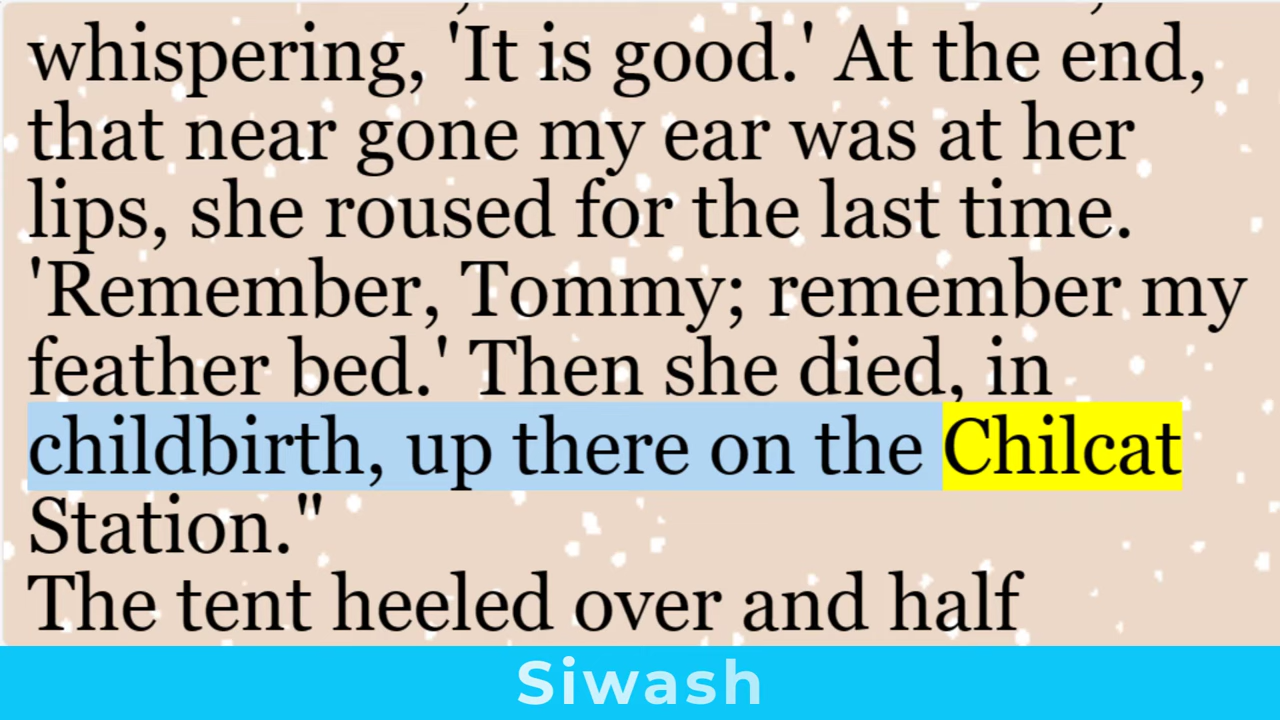 whispering, 'It is good.' At the end,
that near gone my ear was at her
lips, she roused for the last time.
'Remember, Tommy; remember my
feather bed.' Then she died, in
childbirth, up there on the Chilcat
Station."
The tent heeled over and half
Siwash